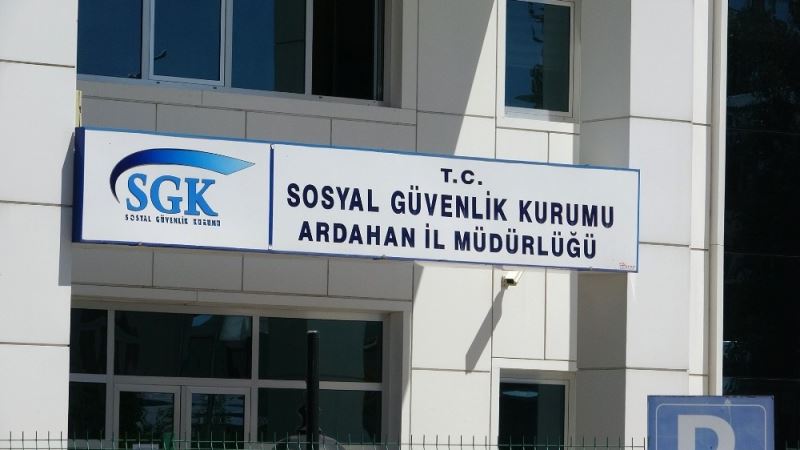 SGK
SOSYAL GÜVENLİK KURUMU
T.C.
SOSYAL GÜVENLİK KURUMU
ARDAHAN İL MÜDÜRLÜĞÜ
P